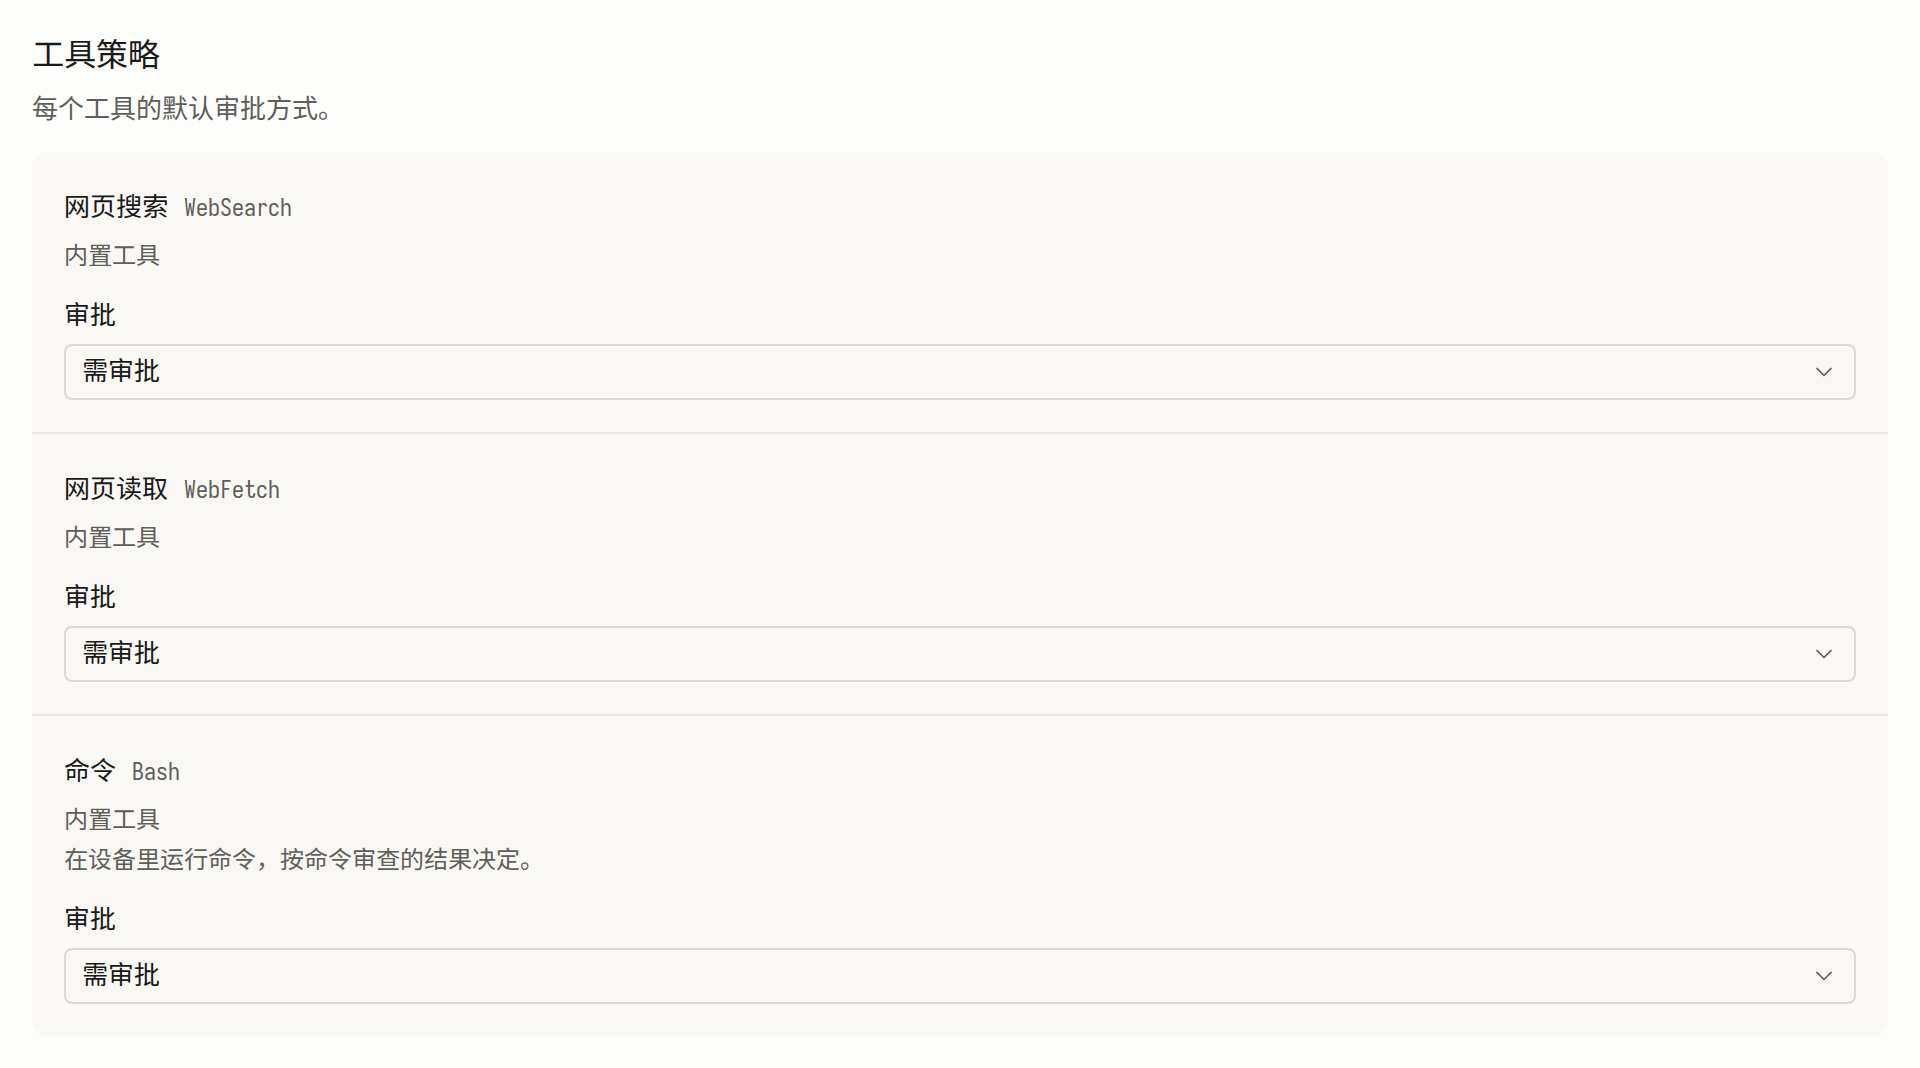 工具策略
每个工具的默认审批方式。
网页搜索 WebSearch
内置工具
审批
需审批
网页读取 WebFetch
内置工具
审批
需审批
命令 Bash
内置工具
在设备里运行命令，按命令审查的结果决定。
审批
需审批